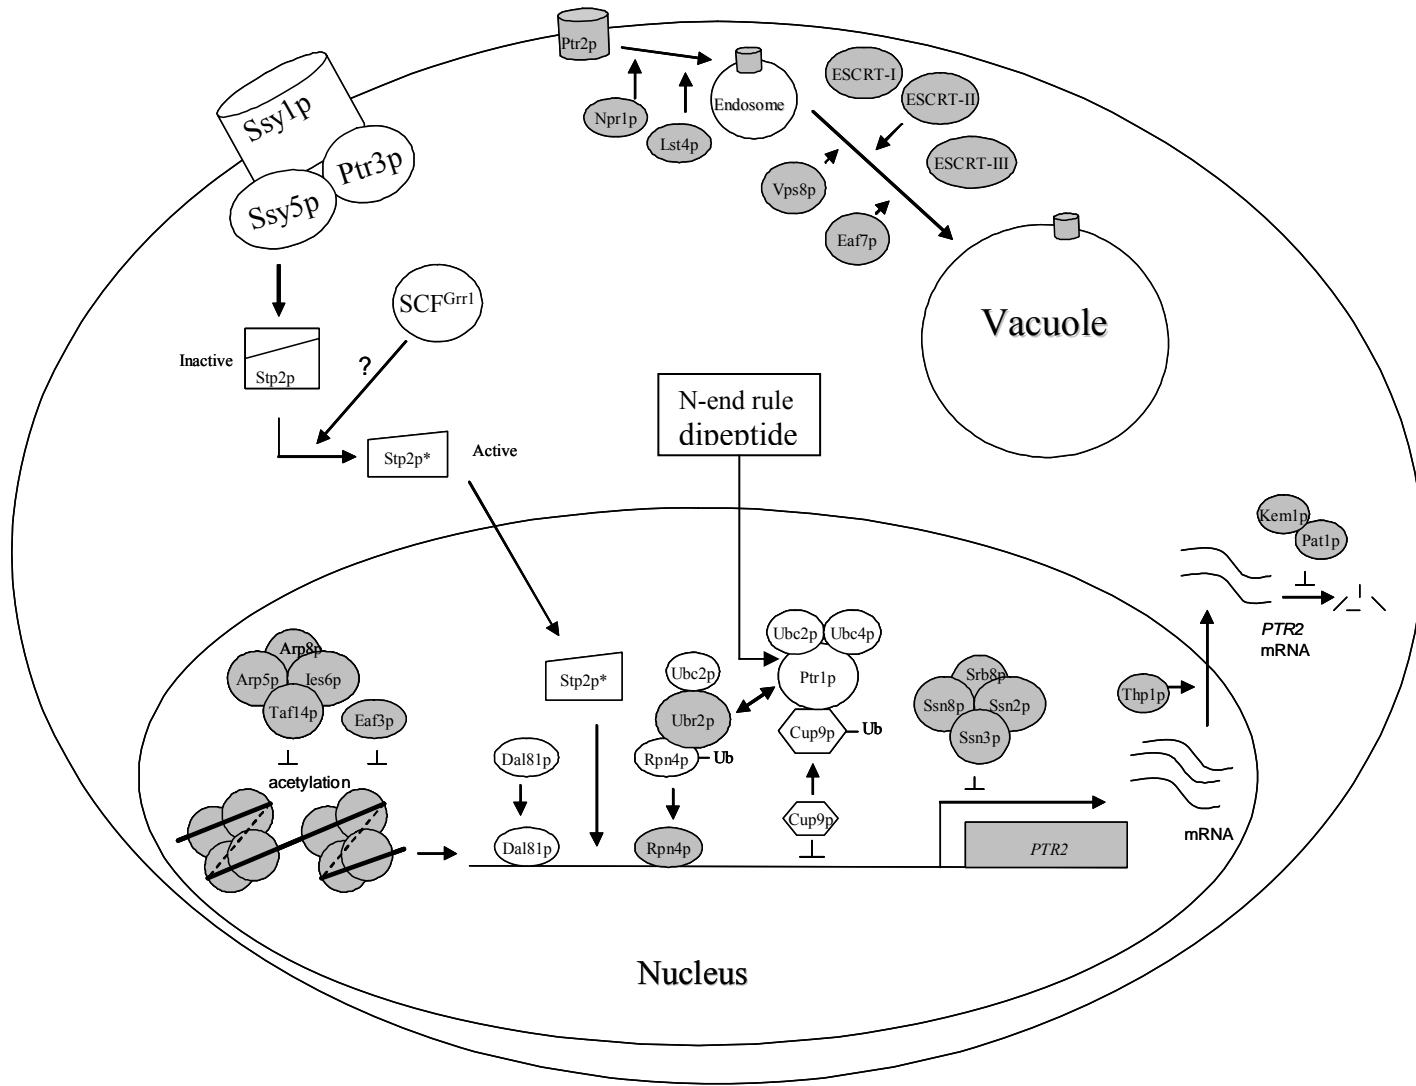 Ptr2p
Ssy1p
Ptr3p
Ssy5p
Npr1p
Lst4p
Endosome
ESCRT-I
ESCRT-II
ESCRT-III
Vps8p
Eaf7p
Vacuole
SCFGrr1
?
Inactive
Stp2p
Stp2p*
Active
N-end rule
dipeptide
Kem1p
Pat1p
PTR2
mRNA
Thp1p
mRNA
Arp8p
Arp5p
Ies6p
Taf14p
Eaf3p
acetylation
Stp2p*
Dal81p
Dal81p
Ubc2p
Ubr2p
Rpn4p
Ub
Rpn4p
Ubc2p
Ubc4p
Ptr1p
Cup9p
Ub
Cup9p
Srb8p
Ssn8p
Ssn2p
Ssn3p
PTR2
Nucleus